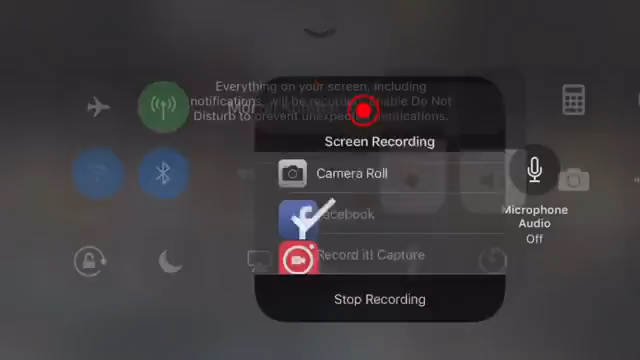 Everything on your screen, including
notifications, will be recorded. Enable Do Not
Disturb to prevent unexpected notifications.
Screen Recording
Camera Roll
Facebook
Record it! Capture
Stop Recording
Microphone
Audio
Off